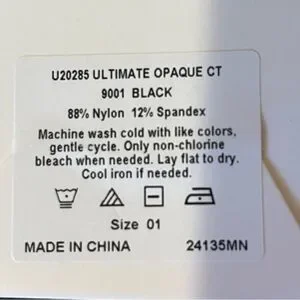 U20285 ULTIMATE OPAQUE CT
9001 BLACK
88% Nylon 12% Spandex
Machine wash cold with like colors,
gentle cycle. Only non-chlorine
bleach when needed. Lay flat to dry.
Cool iron if needed.
Size 01
MADE IN CHINA 24135MN